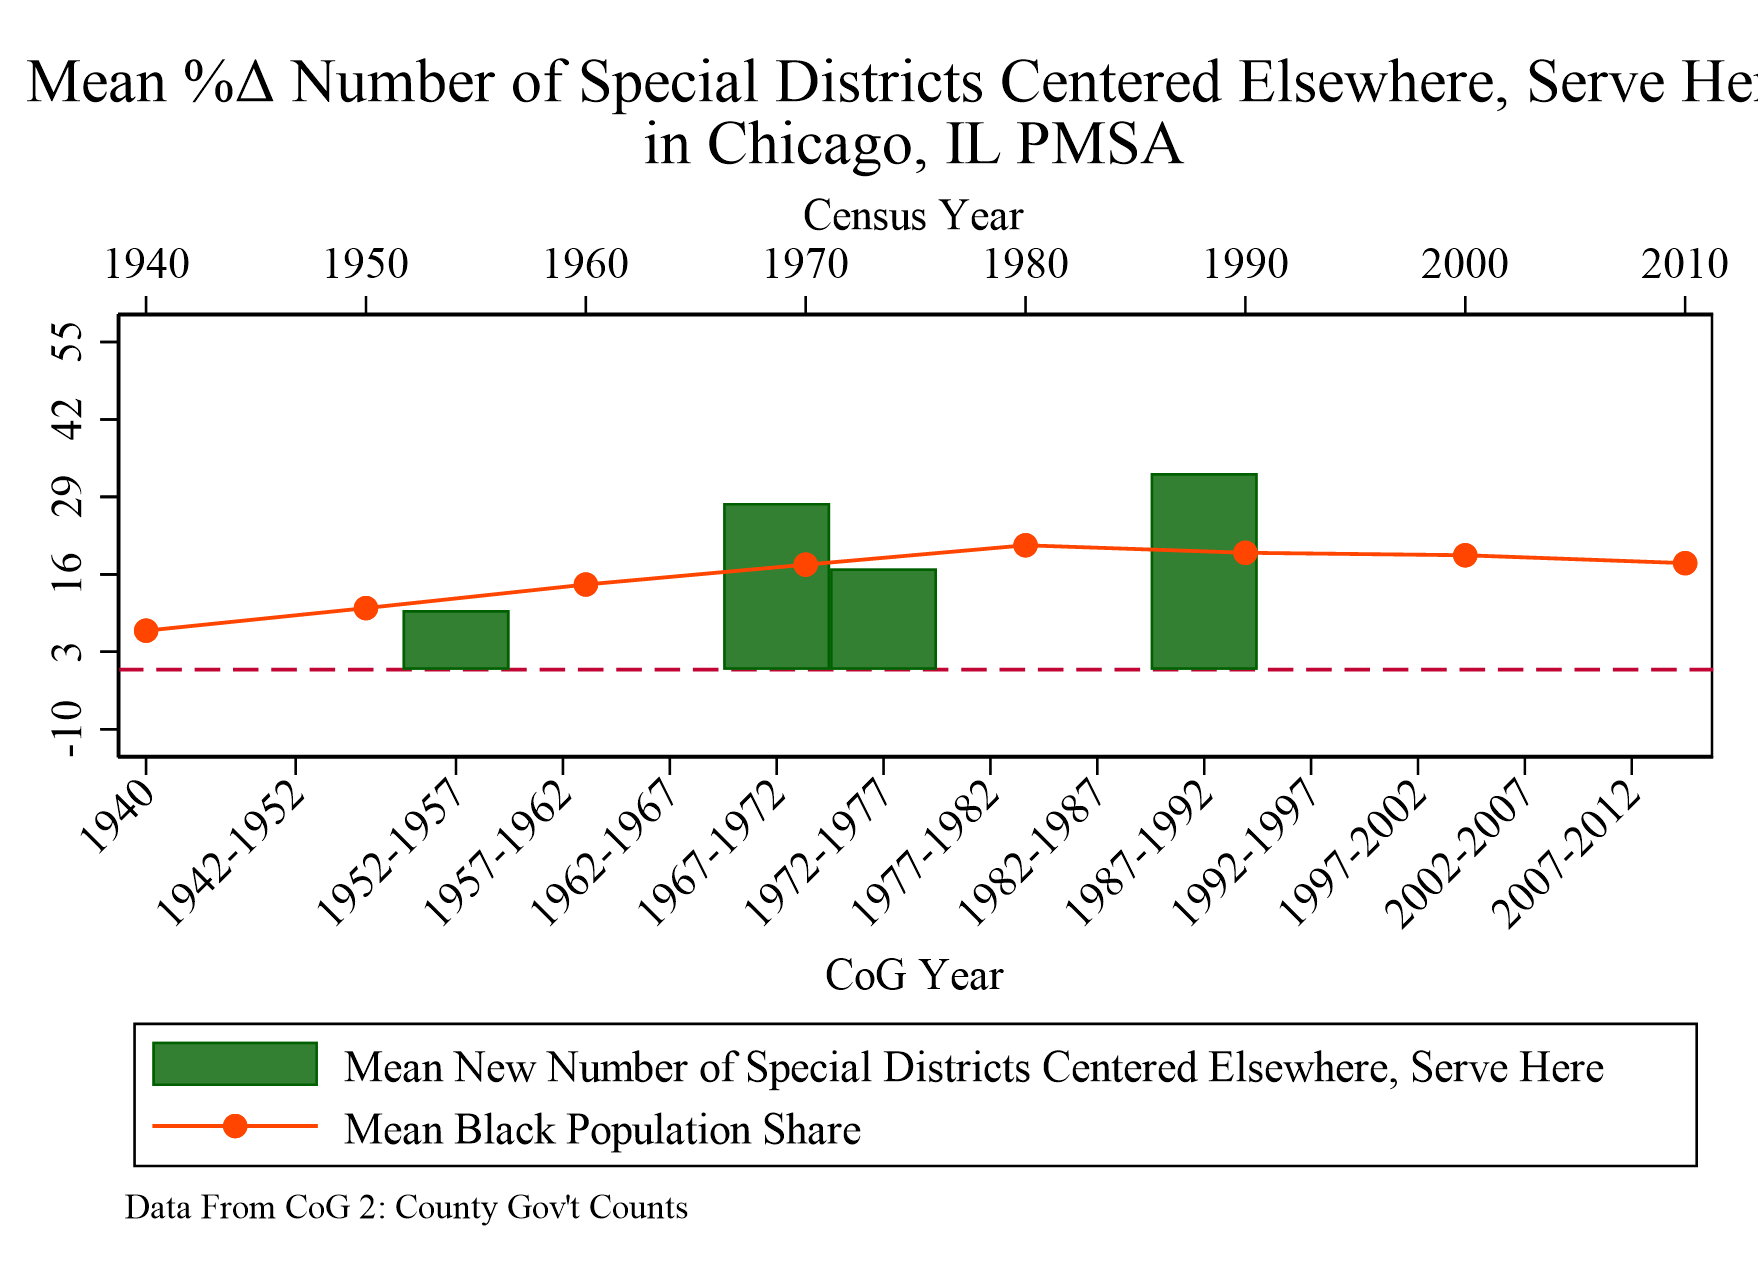 Mean %Δ Number of Special Districts Centered Elsewhere, Serve
in Chicago, IL PMSA
Census Year
1940 1950 1960 1970 1980 1990 2000 2010
55
42
29
16
3
-10
1940 1942-1952 1952-1957 1957-1962 1962-1967 1967-1972 1972-1977 1977-1982 1982-1987 1987-1992 1992-1997 1997-2002 2002-2007 2007-2012
CoG Year
Mean New Number of Special Districts Centered Elsewhere, Serve Here
Mean Black Population Share
Data From CoG 2: County Gov't Counts